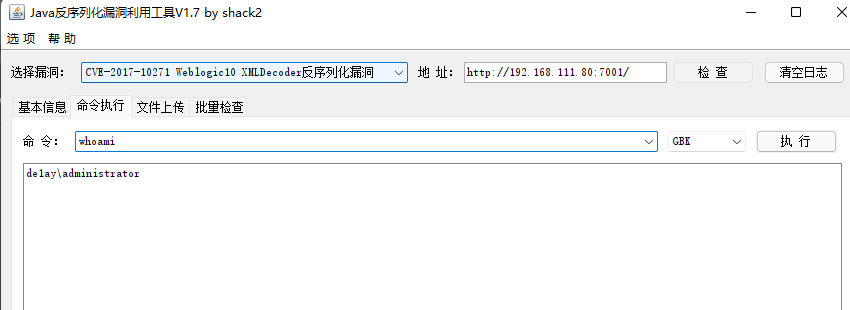 Java反序列化漏洞利用工具V1.7 by shack2
选项 帮助
选择漏洞： CVE-2017-10271 Weblogic10 XMLDecoder反序列化漏洞 地 址： http://192.168.111.80:7001/ 检 查 清空日志
基本信息 命令执行 文件上传 批量检查
命 令： whoami GBK 执 行
delay\administrator